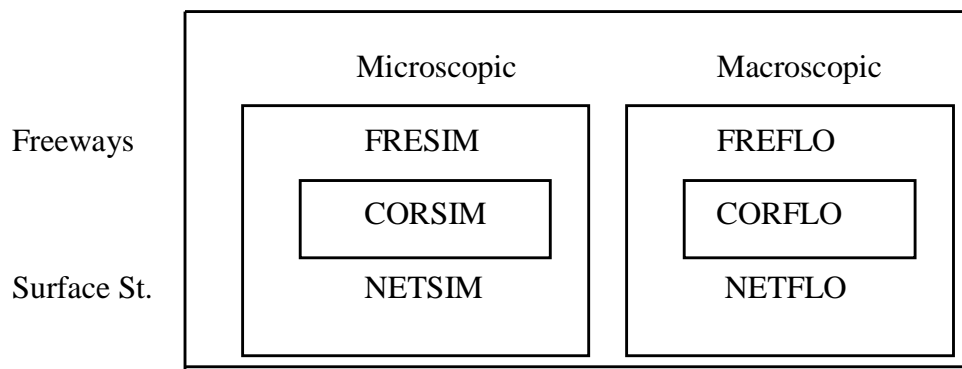 Microscopic Macroscopic
Freeways FRESIM FREFLO
CORSIM CORFLO
Surface St. NETSIM NETFLO